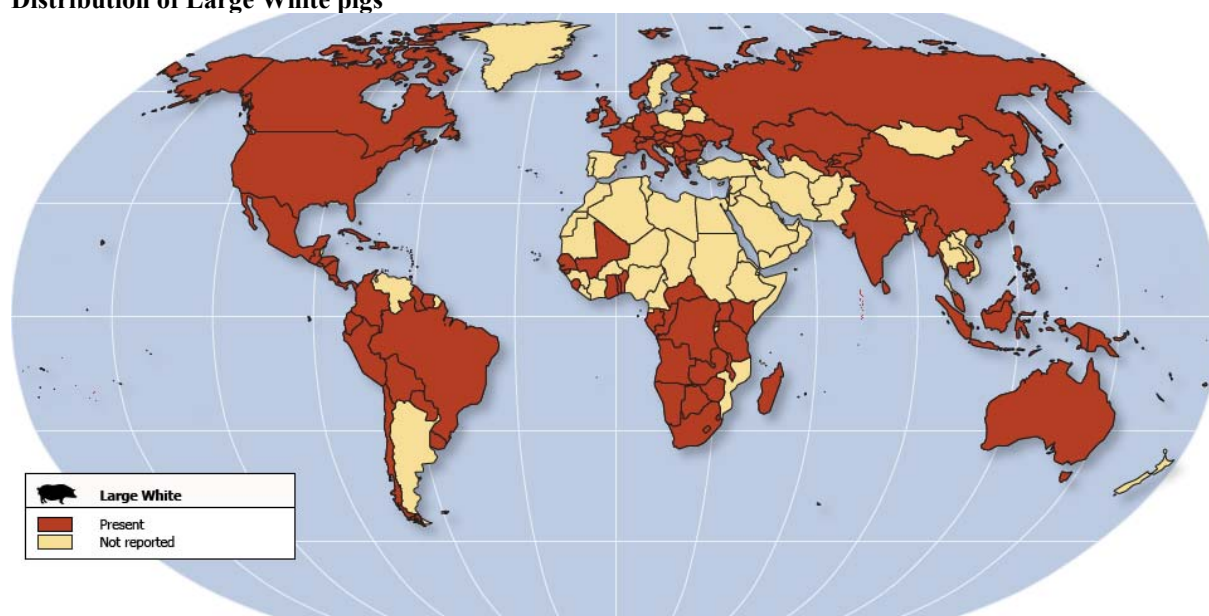 Distribution of Large White pigs
Large White
Present
Not reported